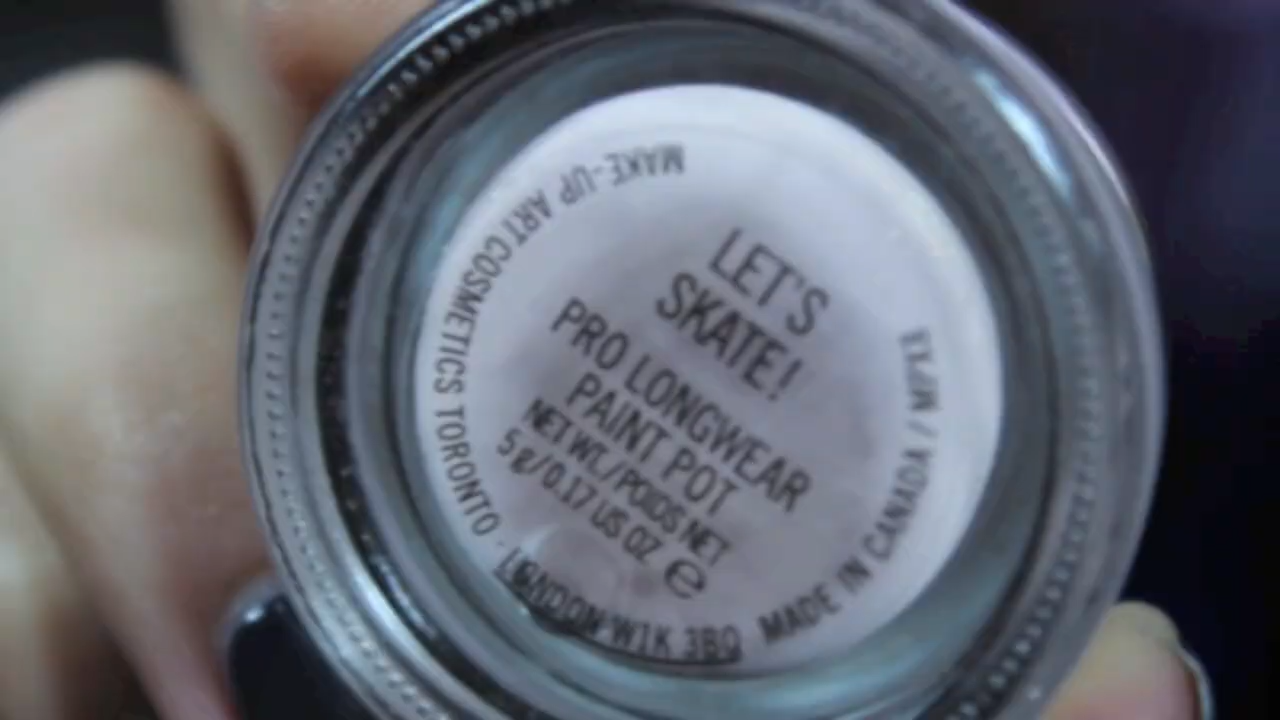 LET'S
SKATE!
PRO LONGWEAR
PAINT POT
NET WT./POIDS NET
5 g/0.17 US OZ ℮
MAKE-UP ART COSMETICS TORONTO · LONDON W1K 3BQ MADE IN CANADA /